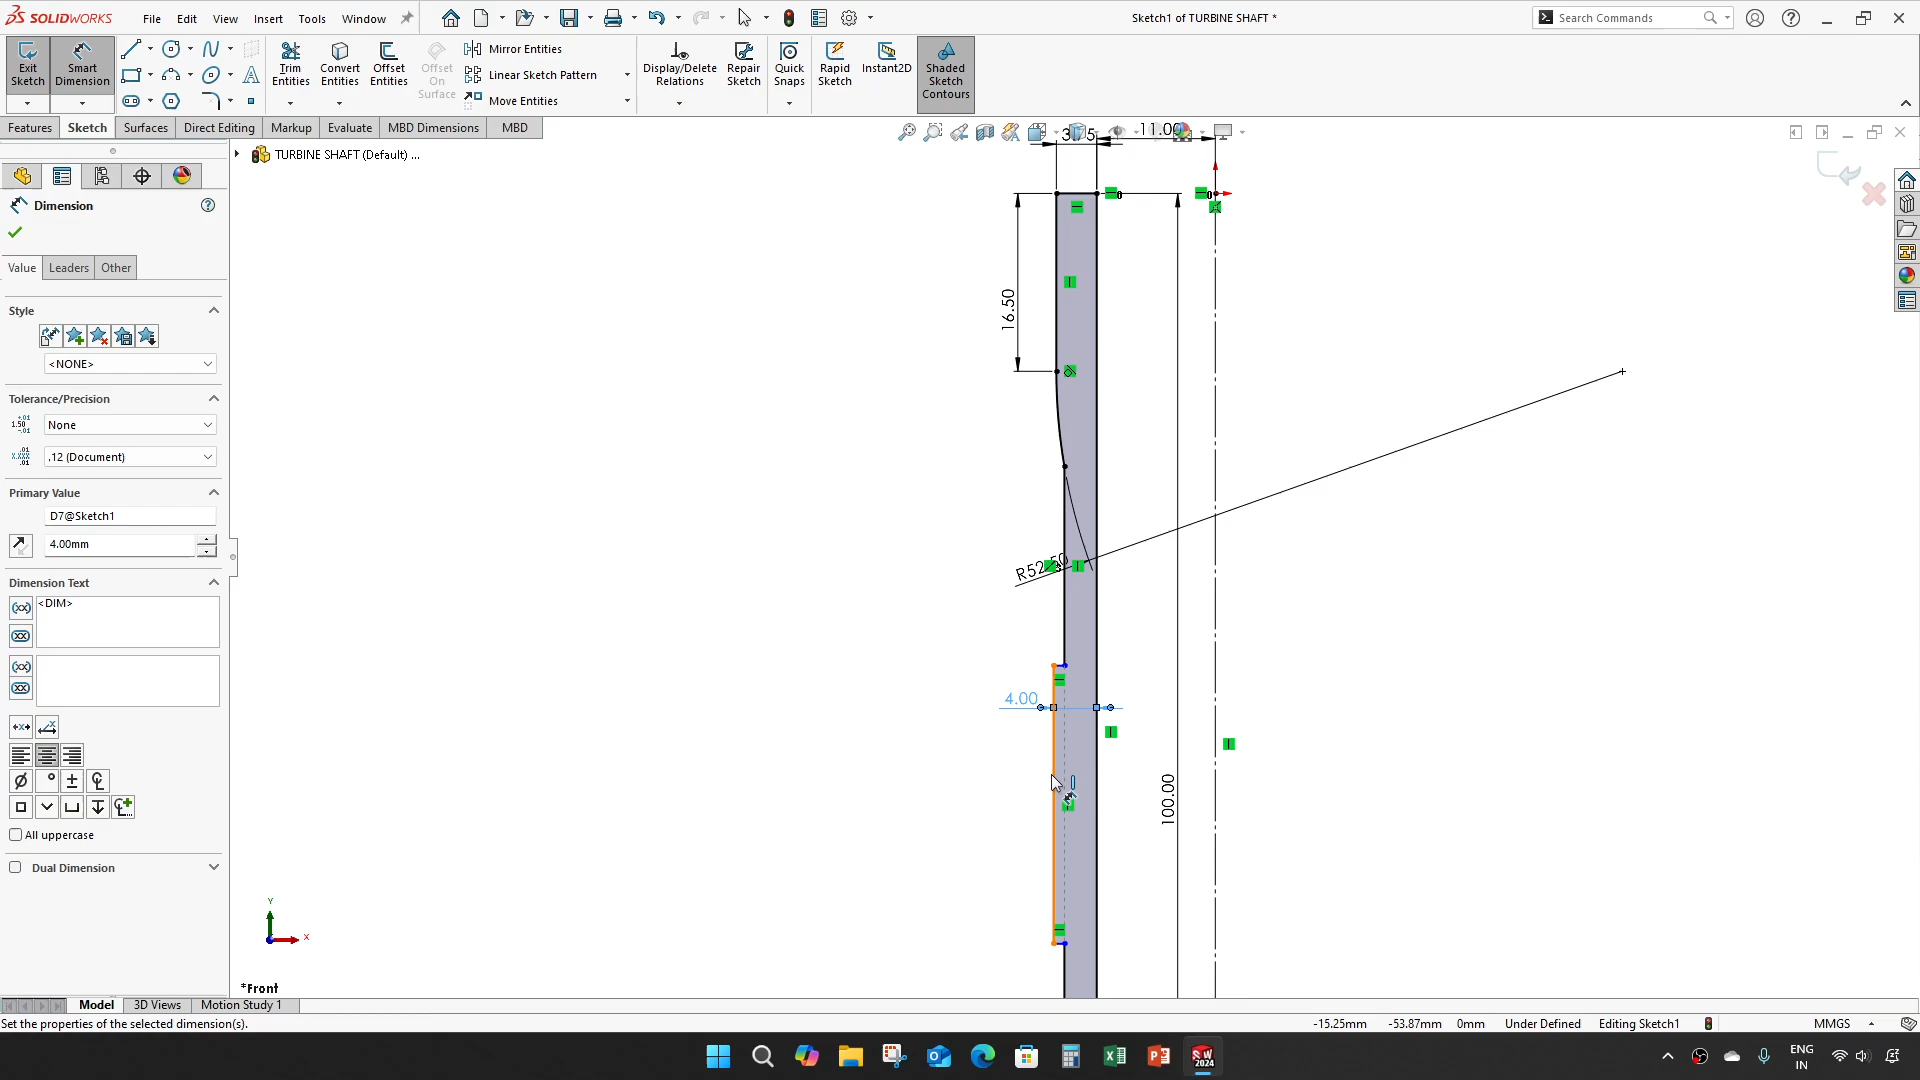 SOLIDWORKS
File Edit View Insert Tools Window
Sketch1 of TURBINE SHAFT *
Search Commands
Exit Sketch
Smart Dimension
Trim Entities
Convert Entities
Offset Entities
Offset On Surface
Mirror Entities
Linear Sketch Pattern
Move Entities
Display/Delete Relations
Repair Sketch
Quick Snaps
Rapid Sketch
Instant2D
Shaded Sketch Contours
Features Sketch Surfaces Direct Editing Markup Evaluate MBD Dimensions MBD
TURBINE SHAFT (Default) ...
Dimension
Value Leaders Other
Style
<NONE>
Tolerance/Precision
None
.12 (Document)
Primary Value
D7@Sketch1
4.00mm
Dimension Text
<DIM>
All uppercase
Dual Dimension
11.00
16.50
4.00
100.00
Y
X
*Front
Model 3D Views Motion Study 1
Set the properties of the selected dimension(s).
-15.25mm -53.87mm 0mm Under Defined Editing Sketch1 MMGS
ENG
IN